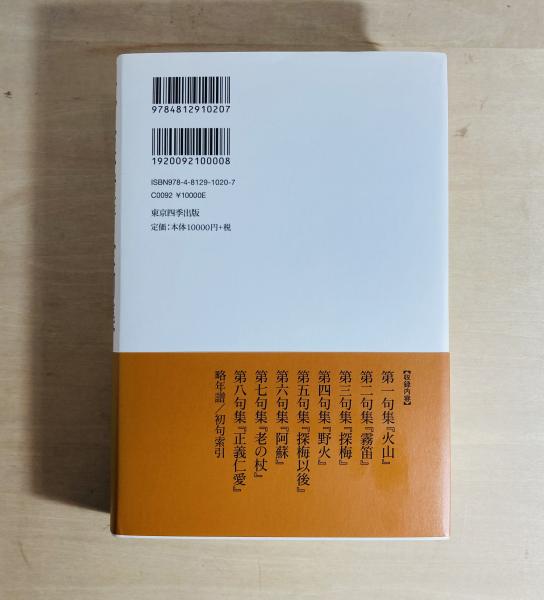 9784812910207
1920092100008
ISBN978-4-8129-1020-7
C0092 ¥10000E
東京四季出版
定価：本体10000円+税
【収録内容】
第一句集『火山』
第二句集『霧笛』
第三句集『探梅』
第四句集『野火』
第五句集『探梅以後』
第六句集『阿蘇』
第七句集『老の杖』
第八句集『正義仁愛』
略年譜／初句索引